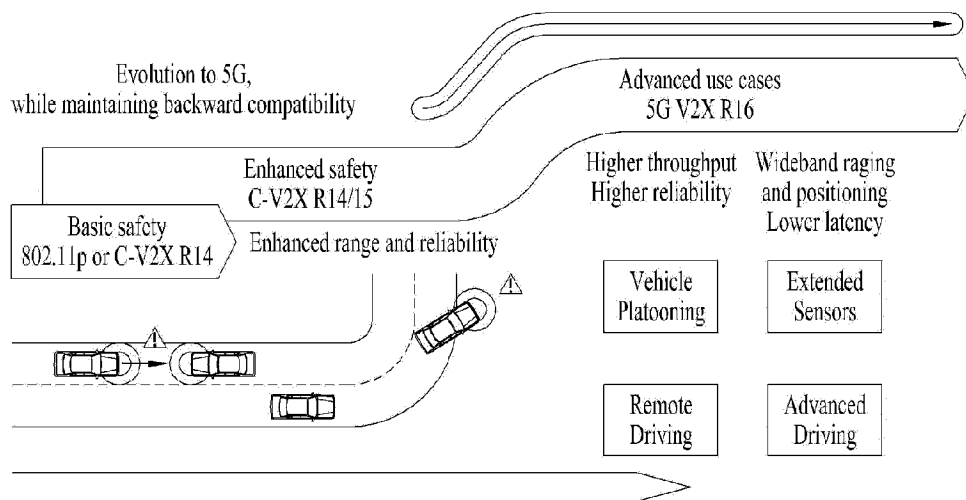 Evolution to 5G,
while maintaining backward compatibility
Advanced use cases
5G V2X R16
Enhanced safety
C-V2X R14/15
Higher throughput
Higher reliability
Wideband raging
and positioning
Lower latency
Basic safety
802.11p or C-V2X R14
Enhanced range and reliability
Vehicle
Platooning
Extended
Sensors
Remote
Driving
Advanced
Driving